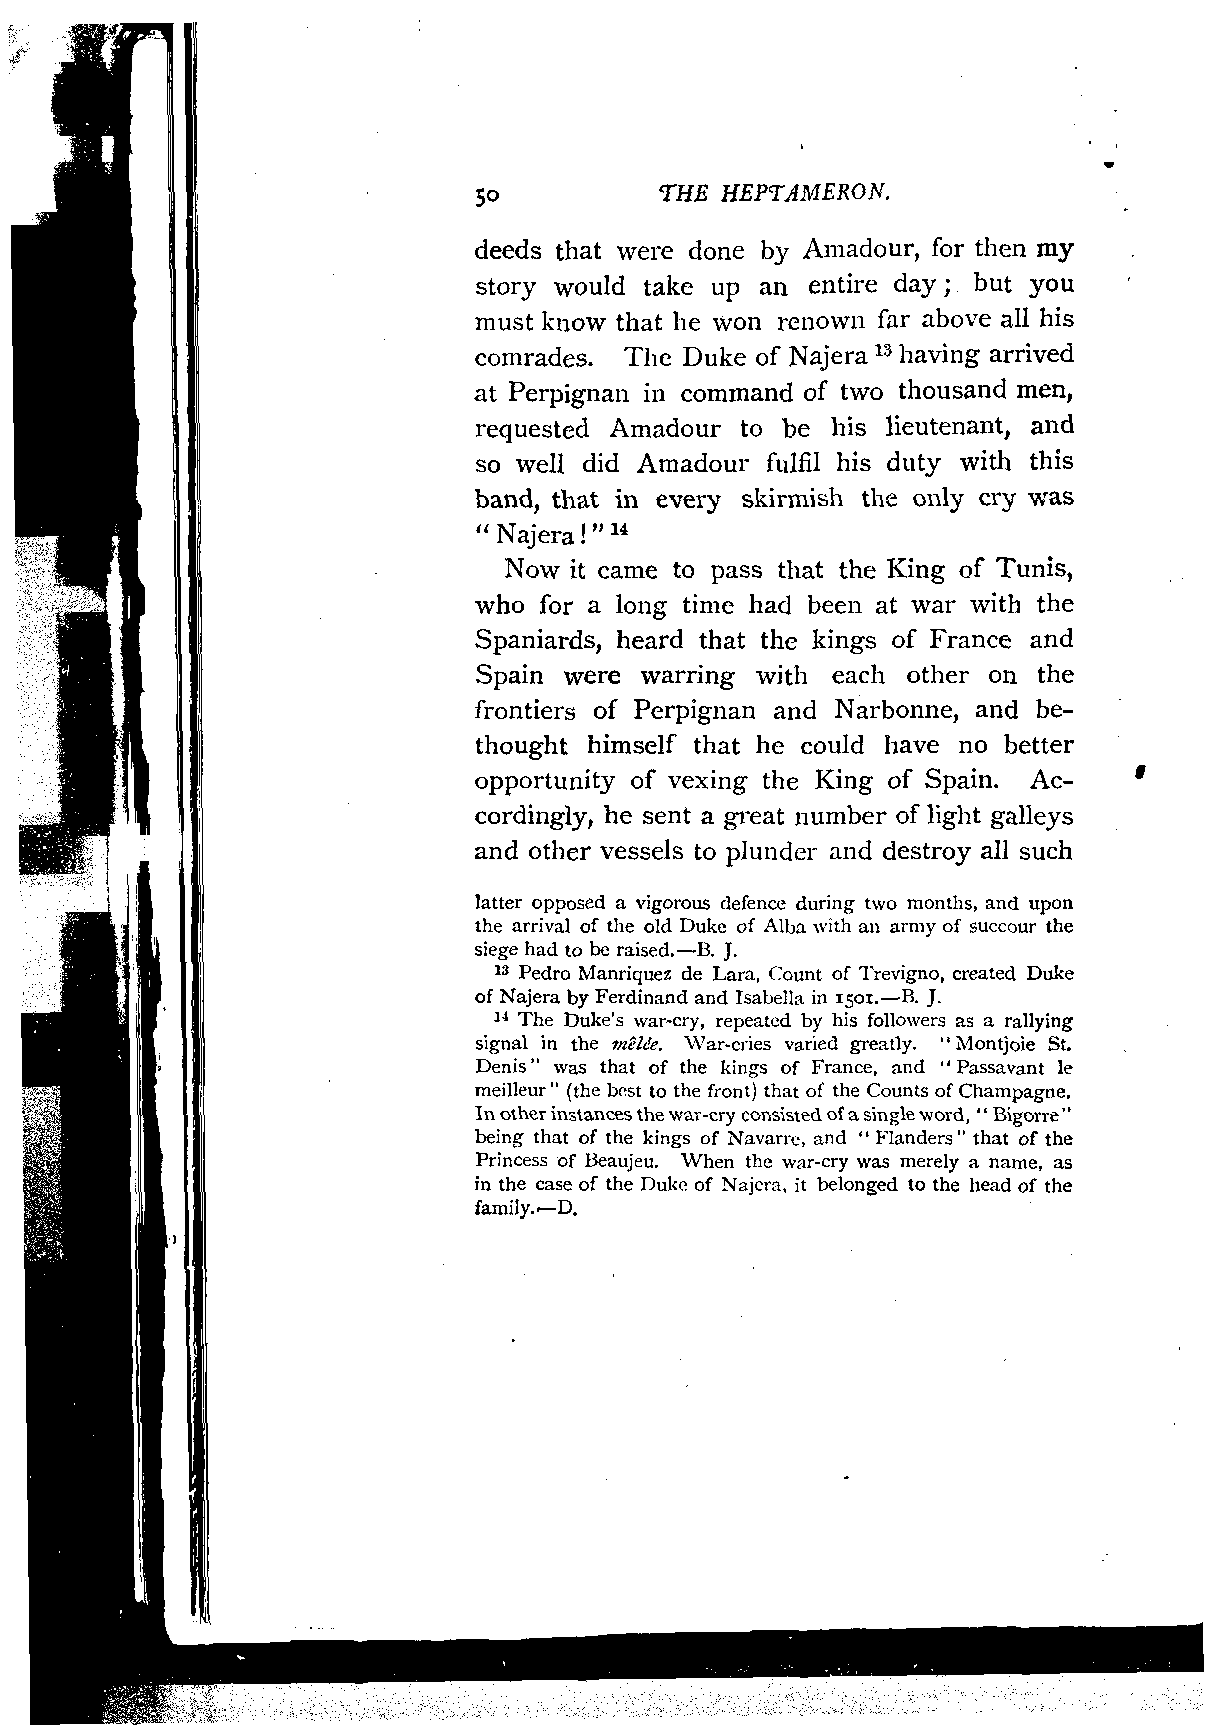 50 THE HEPTAMERON.
deeds that were done by Amadour, for then my
story would take up an entire day; but you
must know that he won renown far above all his
comrades. The Duke of Najera 13 having arrived
at Perpignan in command of two thousand men,
requested Amadour to be his lieutenant, and
so well did Amadour fulfil his duty with this
band, that in every skirmish the only cry was
“Najera!” 14
Now it came to pass that the King of Tunis,
who for a long time had been at war with the
Spaniards, heard that the kings of France and
Spain were warring with each other on the
frontiers of Perpignan and Narbonne, and be-
thought himself that he could have no better
opportunity of vexing the King of Spain. Ac-
cordingly, he sent a great number of light galleys
and other vessels to plunder and destroy all such
latter opposed a vigorous defence during two months, and upon
the arrival of the old Duke of Alba with an army of succour the
siege had to be raised.—B. J.
13 Pedro Manriquez de Lara, Count of Trevigno, created Duke
of Najera by Ferdinand and Isabella in 1501.—B. J.
14 The Duke's war-cry, repeated by his followers as a rallying
signal in the mêlée. War-cries varied greatly. “Montjoie St.
Denis” was that of the kings of France, and “Passavant le
meilleur” (the best to the front) that of the Counts of Champagne.
In other instances the war-cry consisted of a single word, “Bigorre”
being that of the kings of Navarre, and “Flanders” that of the
Princess of Beaujeu. When the war-cry was merely a name, as
in the case of the Duke of Najera, it belonged to the head of the
family.—D.